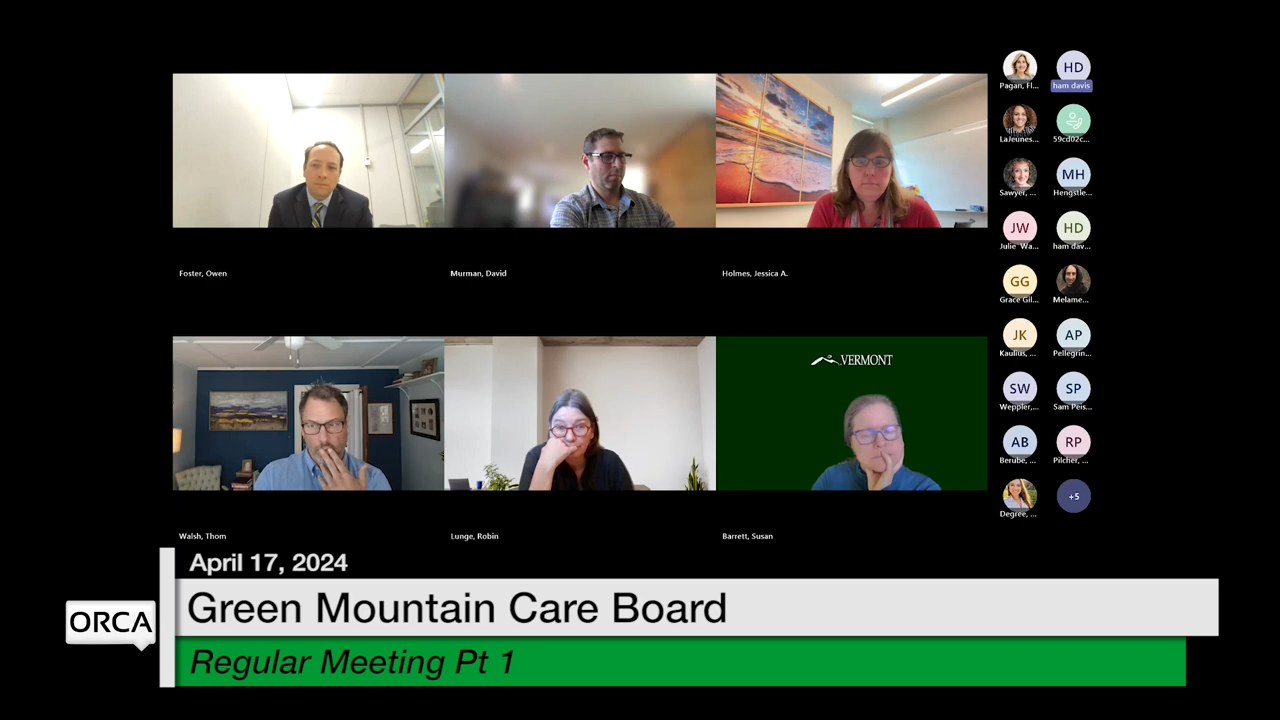 Foster, Owen
Murman, David
Holmes, Jessica A.
VERMONT
Walsh, Thom
Lunge, Robin
Barrett, Susan
Pagan, Fl...
HD
ham davis
LaJeunes...
59cd02c...
Sawyer, ...
MH
Hengstle...
JW
Julie Wa...
HD
ham dav...
GG
Grace Gil...
Melame...
JK
Kaulius, ...
AP
Pellegrin...
SW
Weppler,...
SP
Sam Peis...
AB
Berube, ...
RP
Pilcher, ...
Degree, ...
+5
April 17, 2024
ORCA
Green Mountain Care Board
Regular Meeting Pt 1